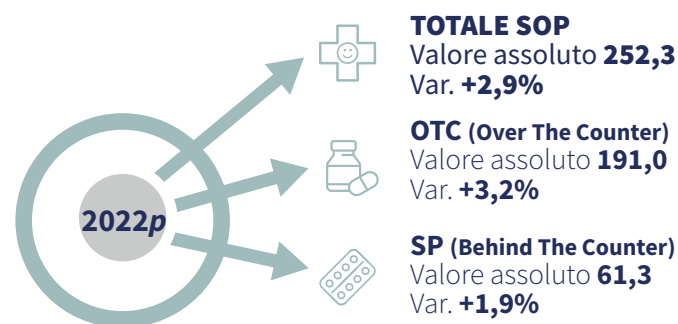 2022p
TOTALE SOP
Valore assoluto 252,3
Var. +2,9%
OTC (Over The Counter)
Valore assoluto 191,0
Var. +3,2%
SP (Behind The Counter)
Valore assoluto 61,3
Var. +1,9%